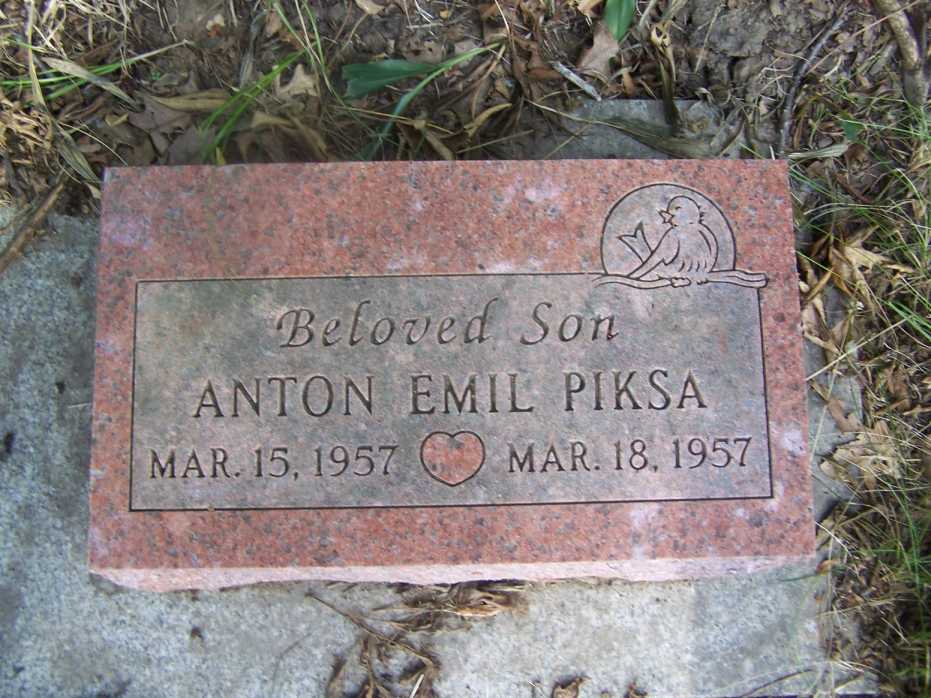 Beloved Son
ANTON EMIL PIKSA
MAR. 15, 1957 MAR. 18, 1957